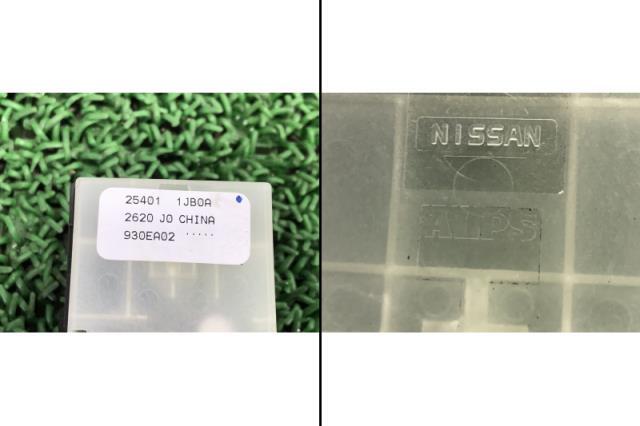 25401 1JB0A
2620 J0 CHINA
930EA02 ·····
NISSAN
ALPS